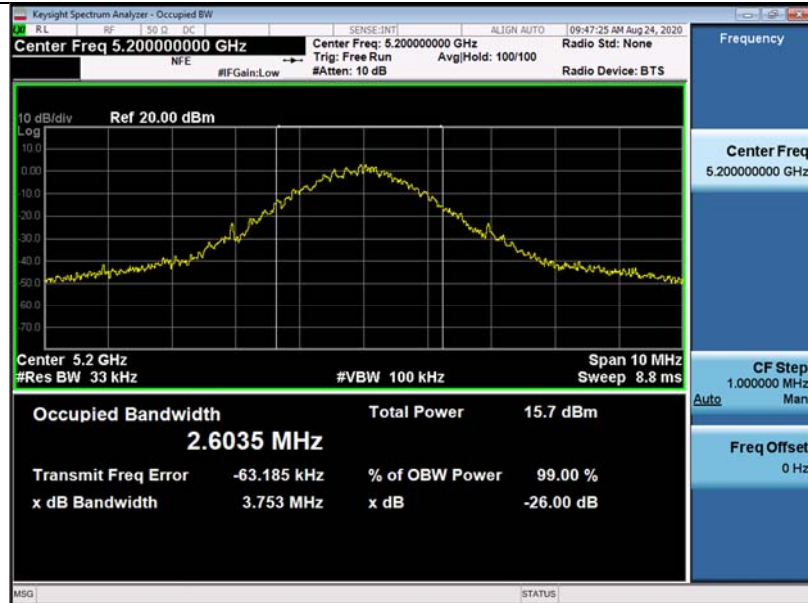 Keysight Spectrum Analyzer - Occupied BW
RL RF 50 Ω DC SENSE:INT ALIGN AUTO 09:47:25 AM Aug 24, 2020
Center Freq 5.200000000 GHz
NFE
#IFGain:Low
Center Freq: 5.200000000 GHz
Trig: Free Run Avg|Hold: 100/100
#Atten: 10 dB
Radio Std: None
Radio Device: BTS
10 dB/div Ref 20.00 dBm
Log
10.0
0.00
-10.0
-20.0
-30.0
-40.0
-50.0
-60.0
-70.0
Center 5.2 GHz Span 10 MHz
#Res BW 33 kHz #VBW 100 kHz Sweep 8.8 ms
Occupied Bandwidth Total Power 15.7 dBm
2.6035 MHz
Transmit Freq Error -63.185 kHz % of OBW Power 99.00 %
x dB Bandwidth 3.753 MHz x dB -26.00 dB
MSG STATUS
Frequency
Center Freq
5.200000000 GHz
CF Step
1.000000 MHz
Auto Man
Freq Offset
0 Hz